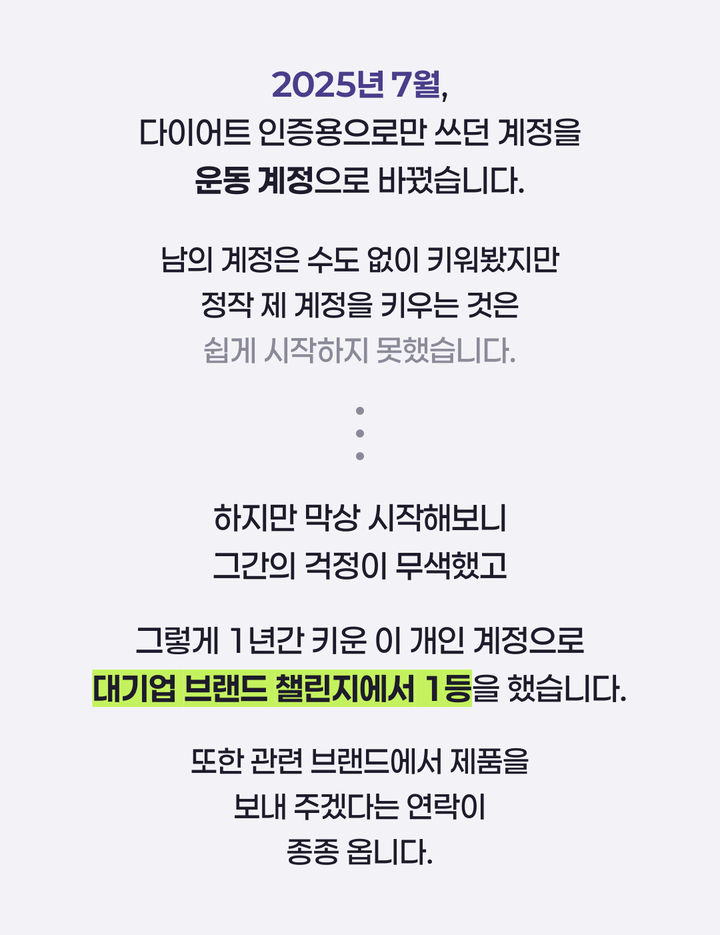 2025년 7월,
다이어트 인증용으로만 쓰던 계정을
운동 계정으로 바꿨습니다.
남의 계정은 수도 없이 키워봤지만
정작 제 계정을 키우는 것은
쉽게 시작하지 못했습니다.
하지만 막상 시작해보니
그간의 걱정이 무색했고
그렇게 1년간 키운 이 개인 계정으로
대기업 브랜드 챌린지에서 1등을 했습니다.
또한 관련 브랜드에서 제품을
보내 주겠다는 연락이
종종 옵니다.